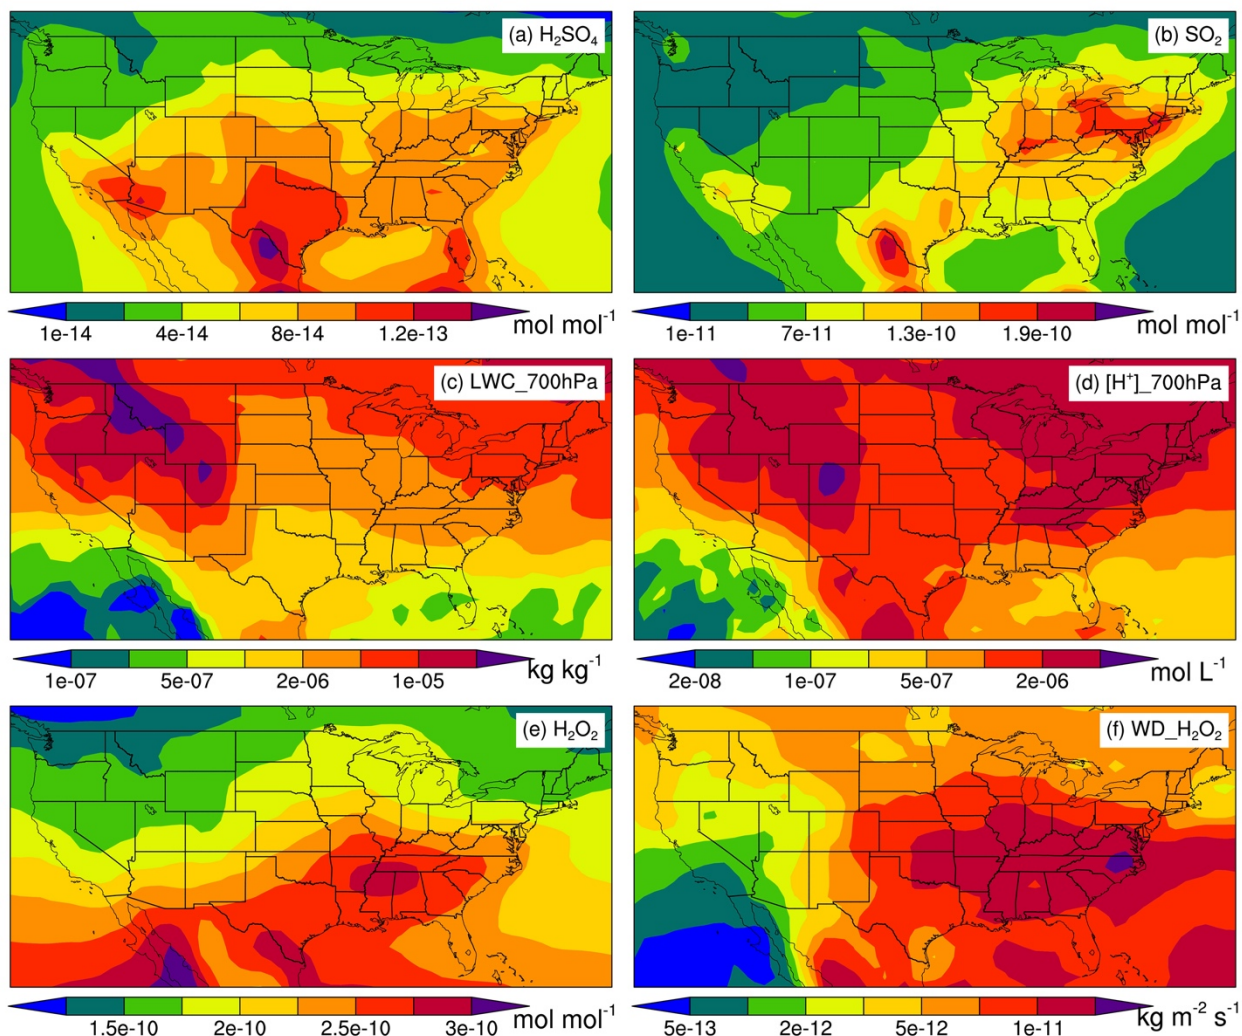 (a) H₂SO₄
(b) SO₂
1e-14 4e-14 8e-14 1.2e-13 mol mol⁻¹
1e-11 7e-11 1.3e-10 1.9e-10 mol mol⁻¹
(c) LWC_700hPa
(d) [H⁺]_700hPa
1e-07 5e-07 2e-06 1e-05 kg kg⁻¹
2e-08 1e-07 5e-07 2e-06 mol L⁻¹
(e) H₂O₂
(f) WD_H₂O₂
1.5e-10 2e-10 2.5e-10 3e-10 mol mol⁻¹
5e-13 2e-12 5e-12 1e-11 kg m⁻² s⁻¹